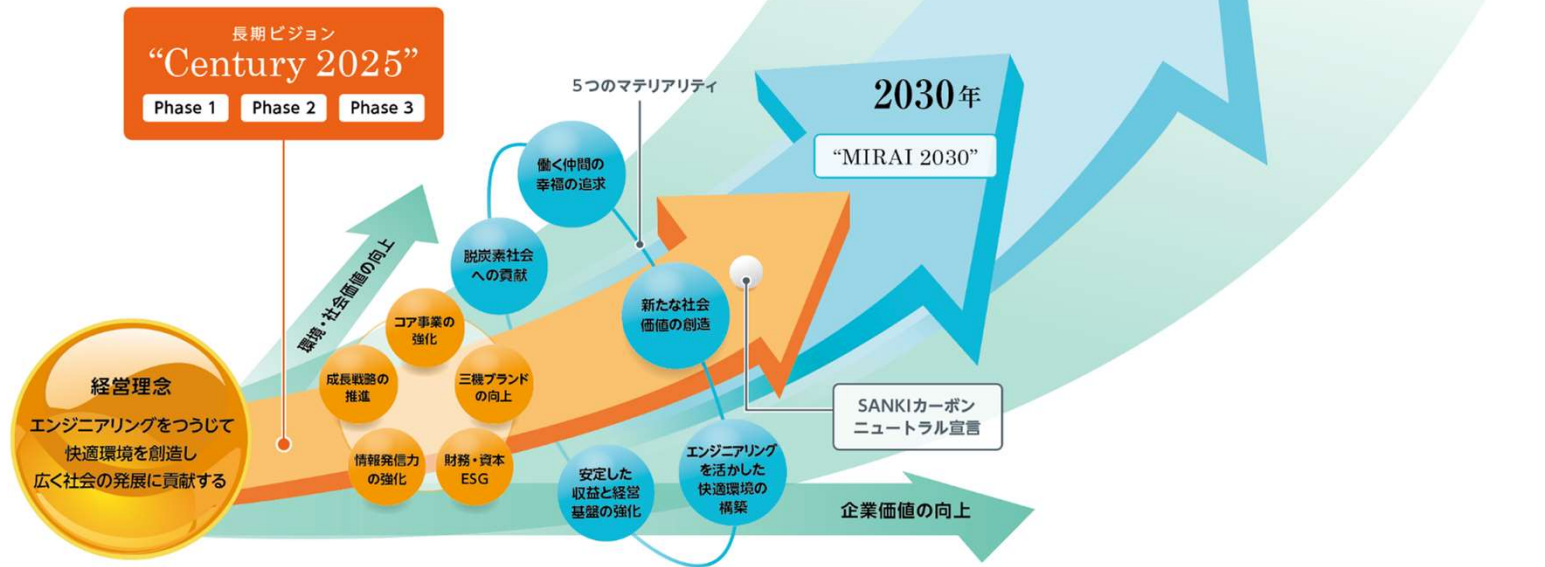 長期ビジョン
“Century 2025”
Phase 1 Phase 2 Phase 3
5つのマテリアリティ
2030年
“MIRAI 2030”
働く仲間の
幸福の追求
脱炭素社会
への貢献
新たな社会
価値の創造
環境・社会価値の向上
コア事業の
強化
成長戦略の
推進
三機ブランド
の向上
情報発信力
の強化
財務・資本
ESG
経営理念
エンジニアリングをつうじて
快適環境を創造し
広く社会の発展に貢献する
SANKIカーボン
ニュートラル宣言
安定した
収益と経営
基盤の強化
エンジニアリング
を活かした
快適環境の
構築
企業価値の向上